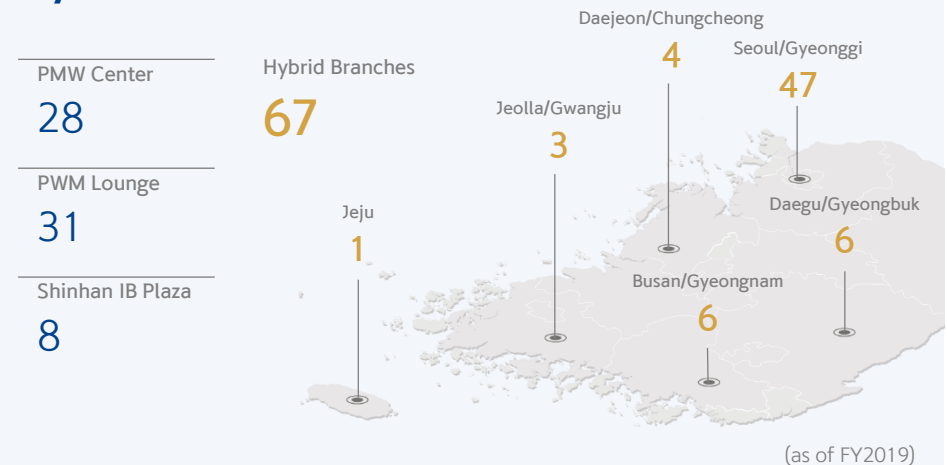 PMW Center
28
PWM Lounge
31
Shinhan IB Plaza
8
Hybrid Branches
67
Daejeon/Chungcheong
4
Seoul/Gyeonggi
47
Jeolla/Gwangju
3
Jeju
1
Daegu/Gyeongbuk
6
Busan/Gyeongnam
6
(as of FY2019)